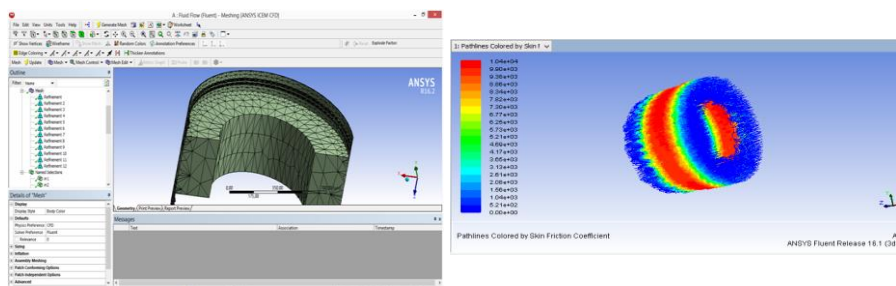 A : Fluid Flow (Fluent) - Meshing [ANSYS ICEM CFD]
File Edit View Units Tools Help Generate Mesh Worksheet
Show Vertices Wireframe Random Colors Annotation Preferences Explode Factor
Edge Coloring Thicken Annotations
Mesh Update Mesh Mesh Control Mesh Edit
Outline
Filter: Name
Mesh
Refinement
Refinement 2
Refinement 3
Refinement 4
Refinement 5
Refinement 6
Refinement 7
Refinement 8
Refinement 9
Refinement 10
Refinement 11
Refinement 12
Named Selections
Details of "Mesh"
Display
Display Style Body Color
Defaults
Physics Preference CFD
Solver Preference Fluent
Relevance 0
Sizing
Inflation
Assembly Meshing
Patch Conforming Options
Patch Independent Options
Advanced
ANSYS
R16.2
0.00
175.00
Geometry Print Preview Report Preview
Messages
Text Association Timestamp
1: Pathlines Colored by Skin f
1.04e+04
9.90e+03
9.38e+03
8.86e+03
8.34e+03
7.82e+03
7.30e+03
6.77e+03
6.25e+03
5.73e+03
5.21e+03
4.69e+03
4.17e+03
3.65e+03
3.13e+03
2.61e+03
2.08e+03
1.56e+03
1.04e+03
5.21e+02
0.00e+00
Pathlines Colored by Skin Friction Coefficient
ANSYS Fluent Release 16.1 (3d